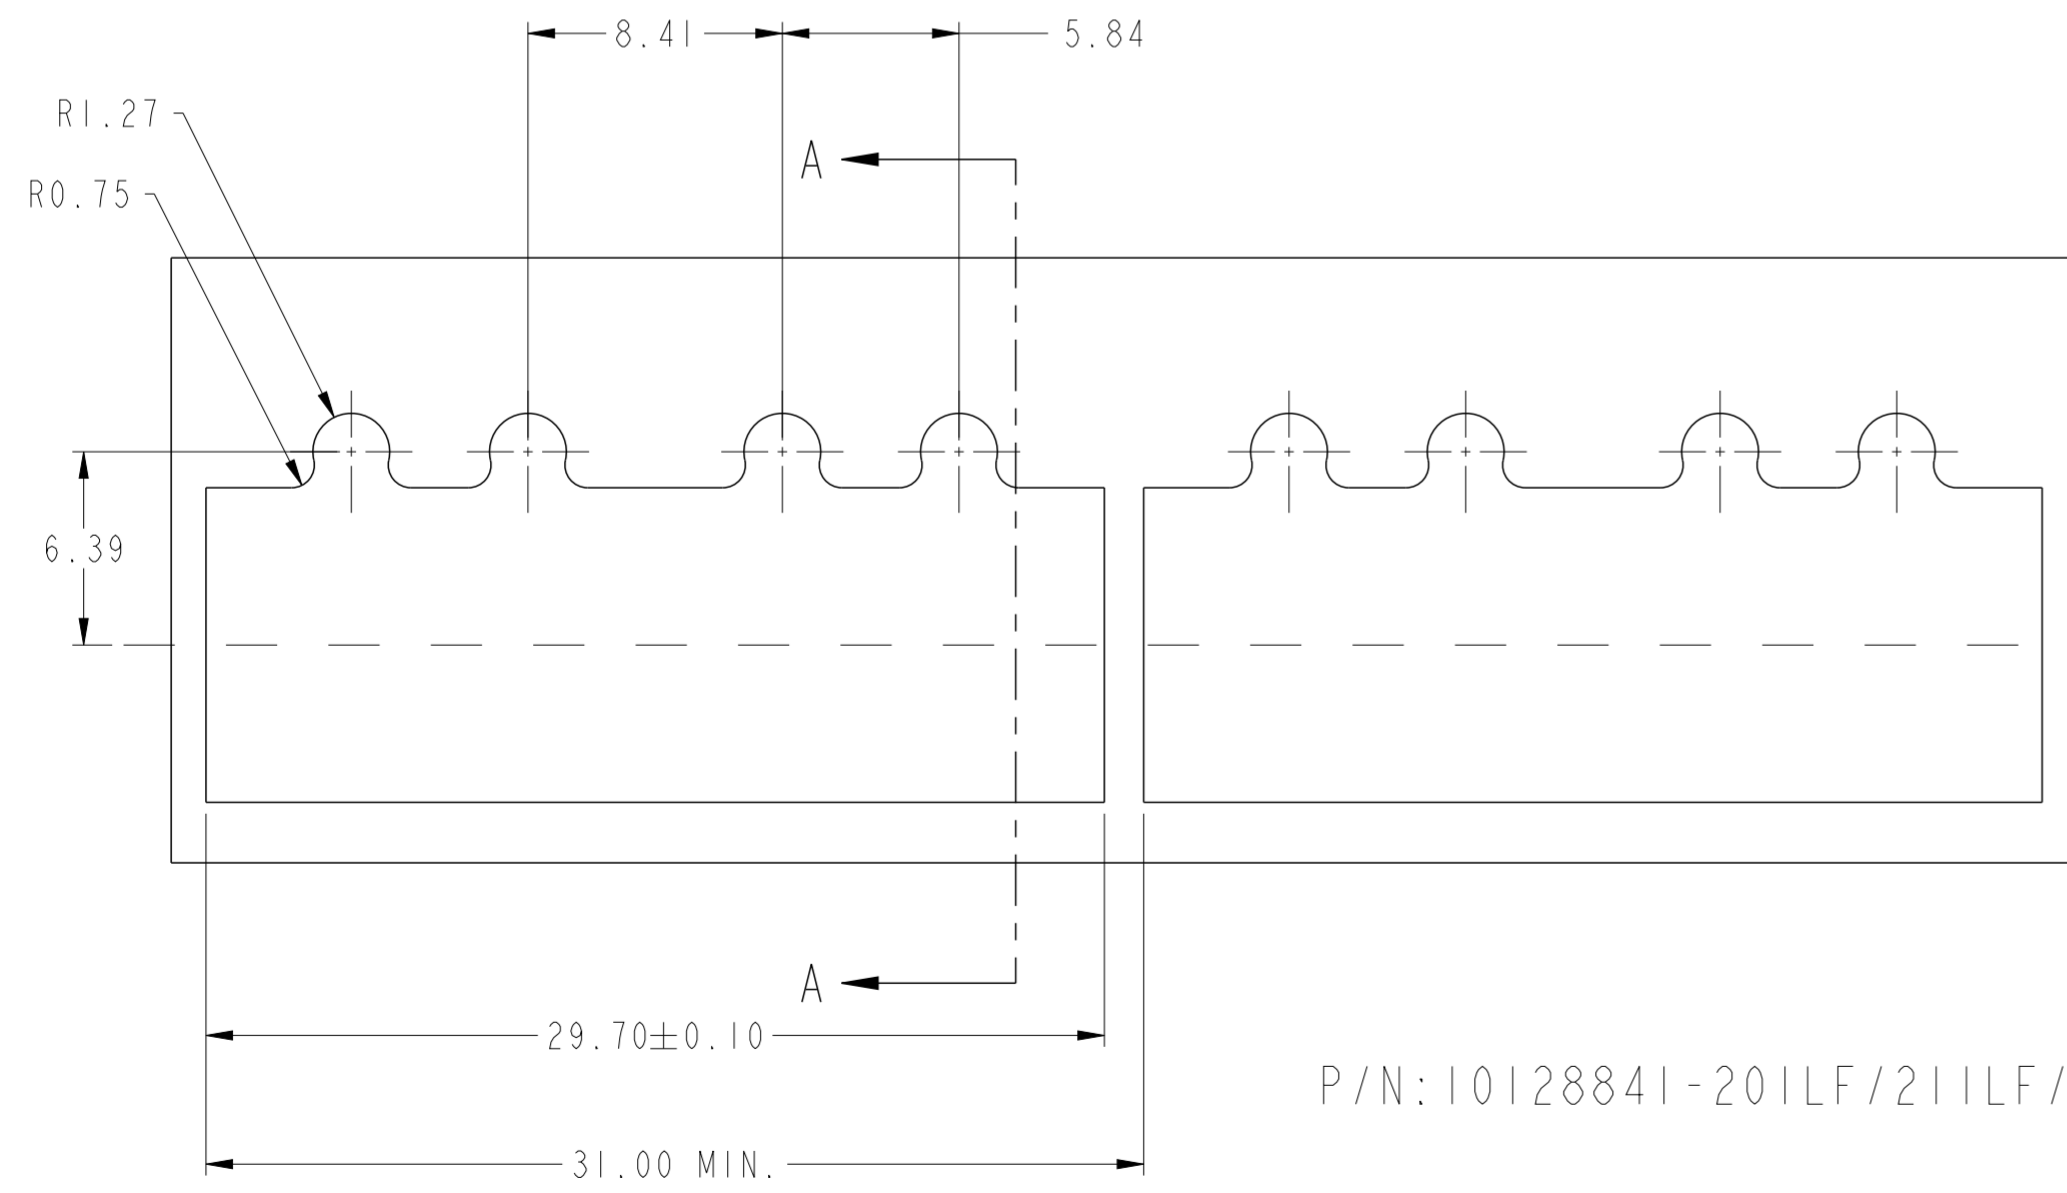 8.41
5.84
R1.27
R0.75
A
6.39
A
29.70±0.10
P/N:10128841-201LF/211LF/
31.00 MIN.